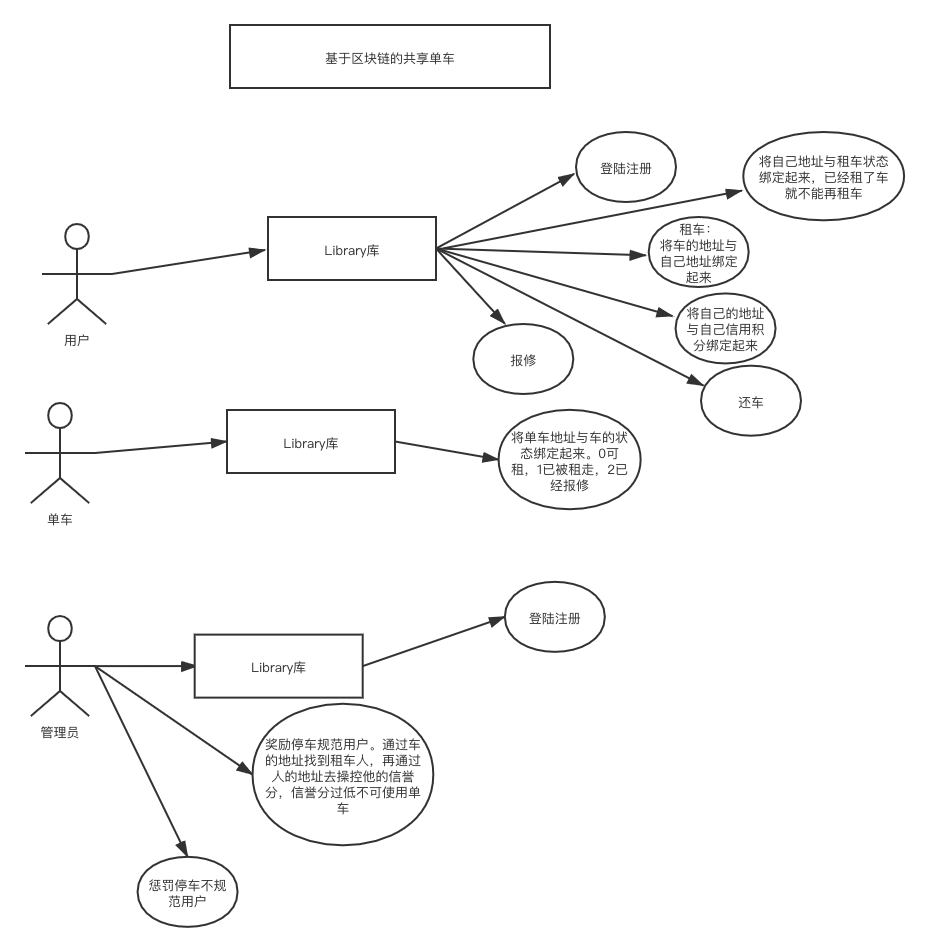 基于区块链的共享单车
登陆注册
将自己地址与租车状态
绑定起来，已经租了车
就不能再租车
Library库
租车：
将车的地址与
自己地址绑定
起来
用户
将自己的地址
与自己信用积
分绑定起来
报修
还车
Library库
将单车地址与车的状
态绑定起来。0可
租，1已被租走，2已
经报修
单车
登陆注册
Library库
管理员
奖励停车规范用户。通过车
的地址找到租车人，再通过
人的地址去操控他的信誉
分，信誉分过低不可使用单
车
惩罚停车不规
范用户